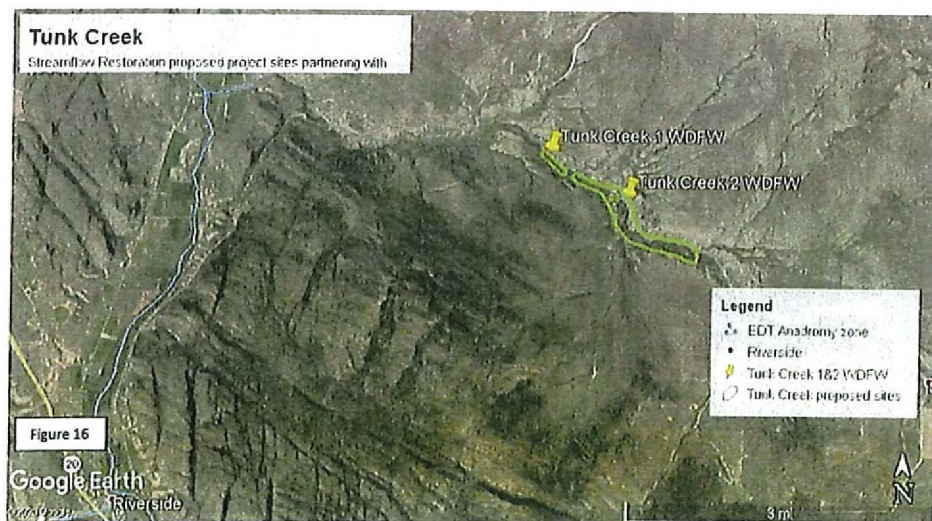 Tunk Creek
Streamflow Restoration proposed project sites partnering with
Tunk Creek 1 WDFW
Tunk Creek 2 WDFW
Legend
EDT Anadromy zone
Riverside
Tunk Creek 1&2 WDFW
Tunk Creek proposed sites
Figure 16
20
Google Earth
Riverside
N
3 mi